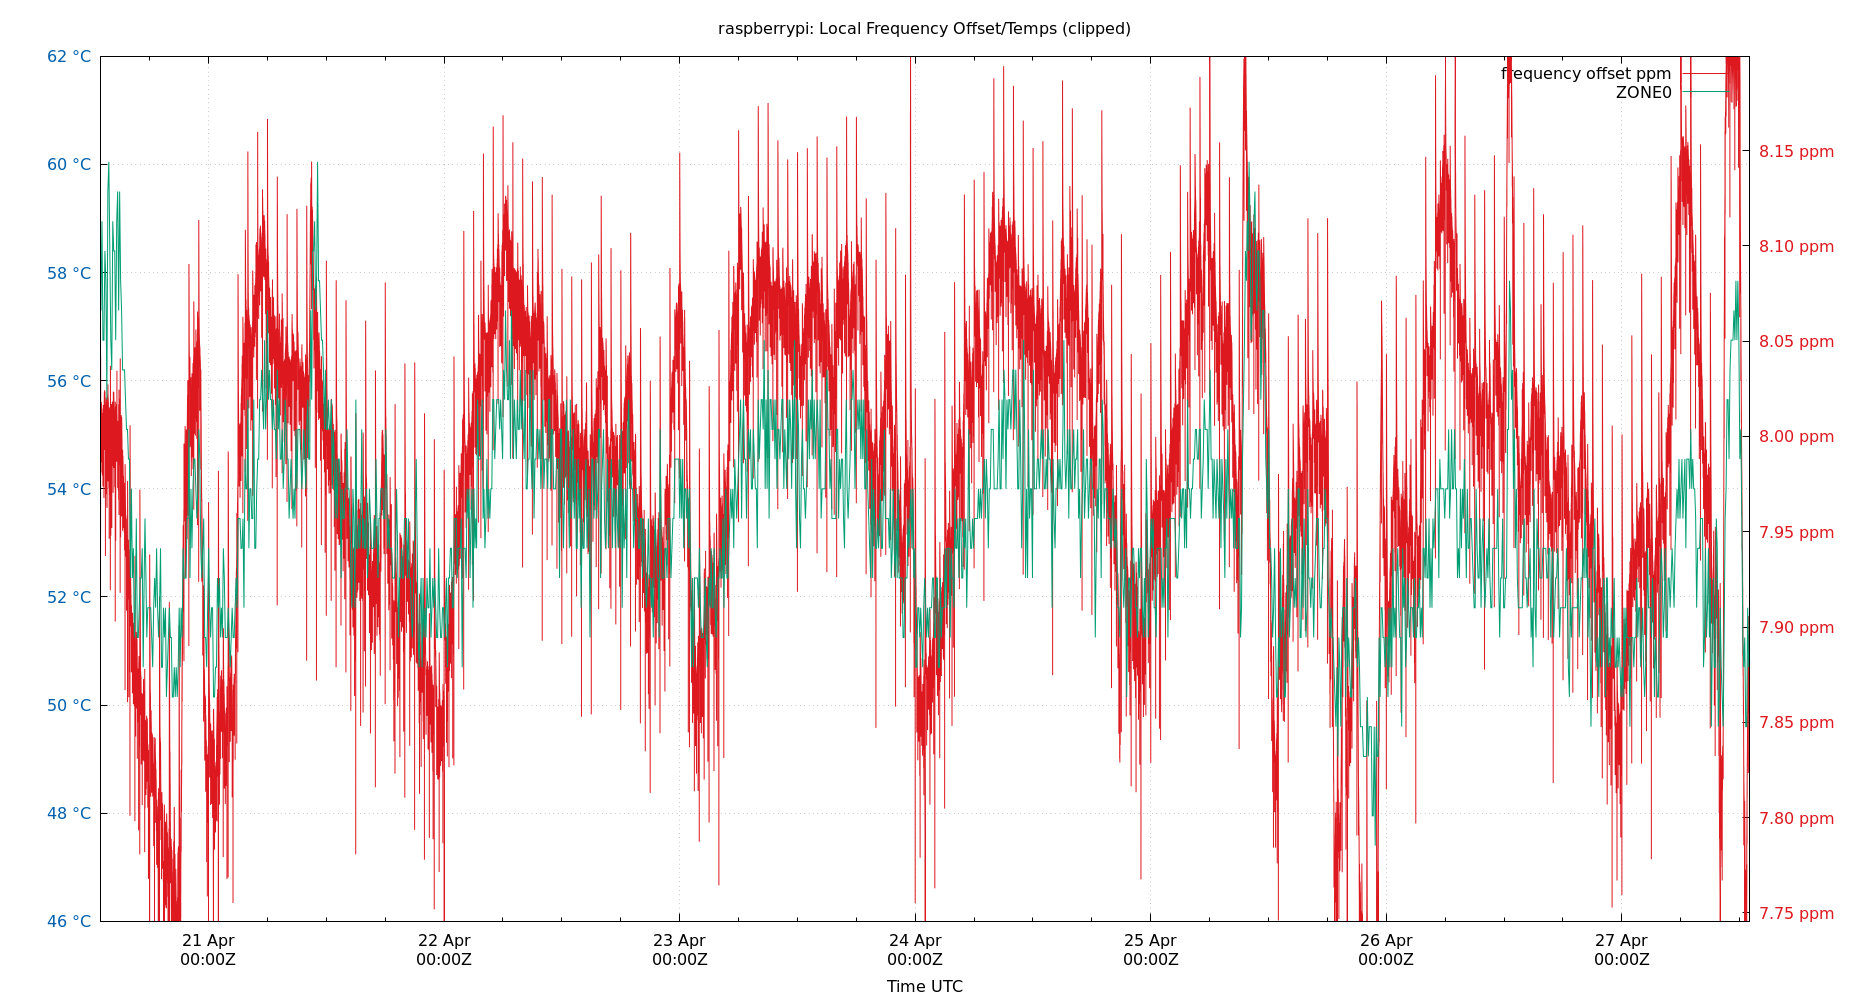 raspberrypi: Local Frequency Offset/Temps (clipped)
frequency offset ppm
ZONE0
62 °C
60 °C
58 °C
56 °C
54 °C
52 °C
50 °C
48 °C
46 °C
8.15 ppm
8.10 ppm
8.05 ppm
8.00 ppm
7.95 ppm
7.90 ppm
7.85 ppm
7.80 ppm
7.75 ppm
21 Apr 22 Apr 23 Apr 24 Apr 25 Apr 26 Apr 27 Apr
00:00Z 00:00Z 00:00Z 00:00Z 00:00Z 00:00Z 00:00Z
Time UTC